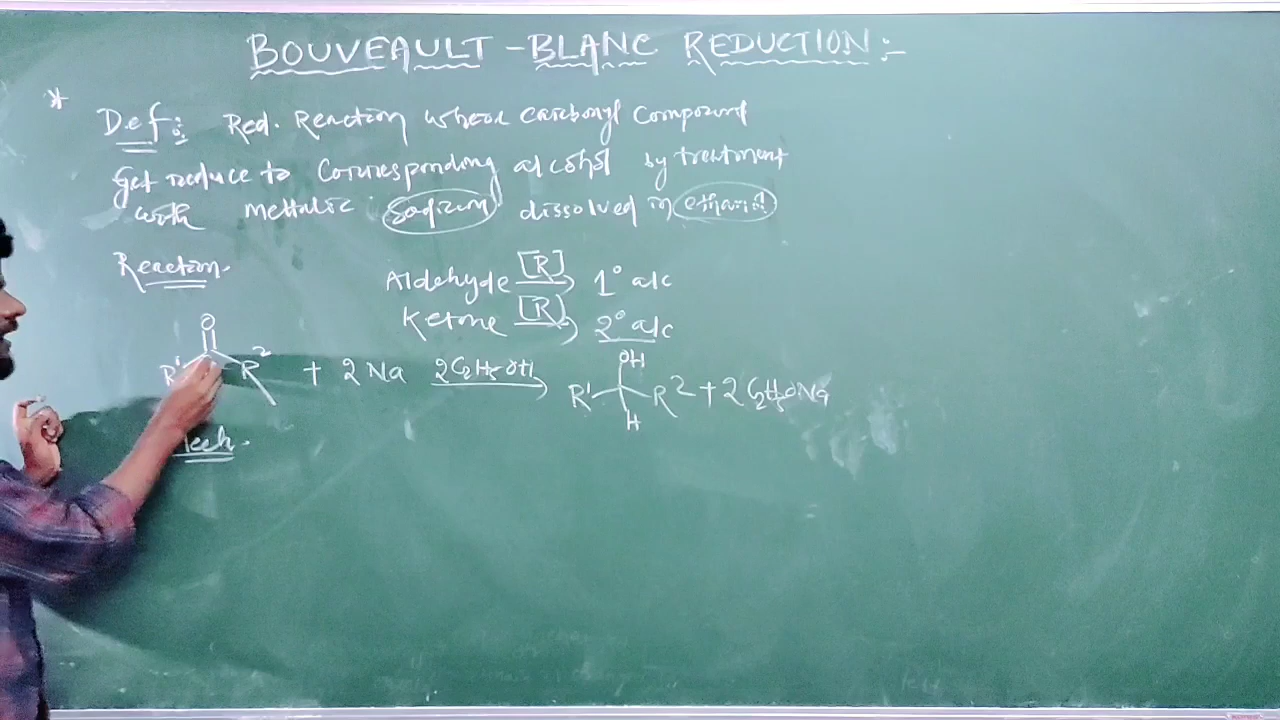 BOUVEAULT-BLANC REDUCTION:-
* Def: Red. Reaction where carbonyl compound
Get reduce to Corresponding alcohol by treatment
with mettalic Sodium dissolved in ethanol
Reaction-
Aldehyde [R] 1° alc
Ketone [R] 2° alc
O
R¹ R² + 2 Na 2C₂H₅OH OH
R¹ R² + 2 C₂H₅ONa
H